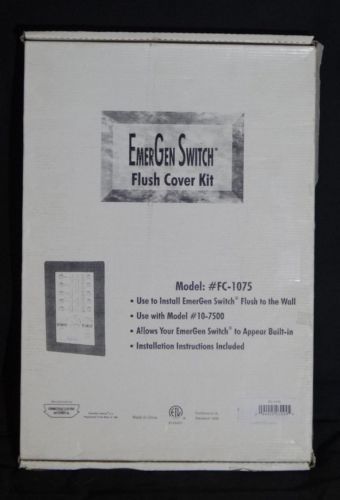 EMERGEN SWITCH™
Flush Cover Kit
Model: #FC-1075
• Use to Install EmerGen Switch® Flush to the Wall
• Use with Model #10-7500
• Allows Your EmerGen Switch® to Appear Built-in
• Installation Instructions Included
Made in China